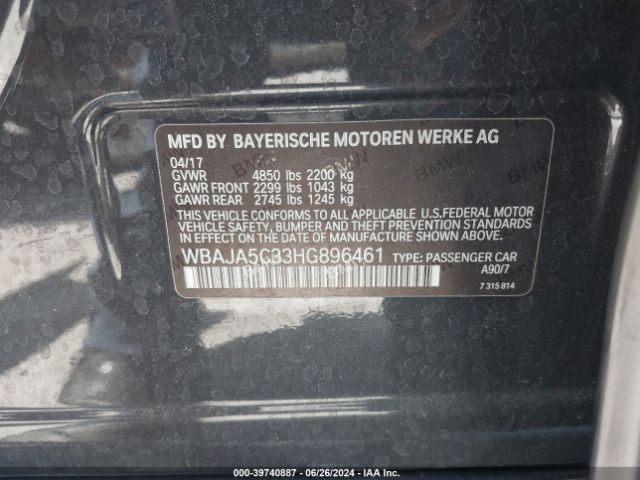 MFD BY BAYERISCHE MOTOREN WERKE AG
04/17
GVWR 4850 lbs 2200 kg
GAWR FRONT 2299 lbs 1043 kg
GAWR REAR 2745 lbs 1245 kg
THIS VEHICLE CONFORMS TO ALL APPLICABLE U.S.FEDERAL MOTOR
VEHICLE SAFETY, BUMPER AND THEFT PREVENTION STANDARDS
IN EFFECT ON THE DATE OF MANUFACTURE SHOWN ABOVE.
WBAJA5C33HG896461 TYPE: PASSENGER CAR
A90/7
7 315 814
000-39740887 - 06/26/2024 - IAA Inc.